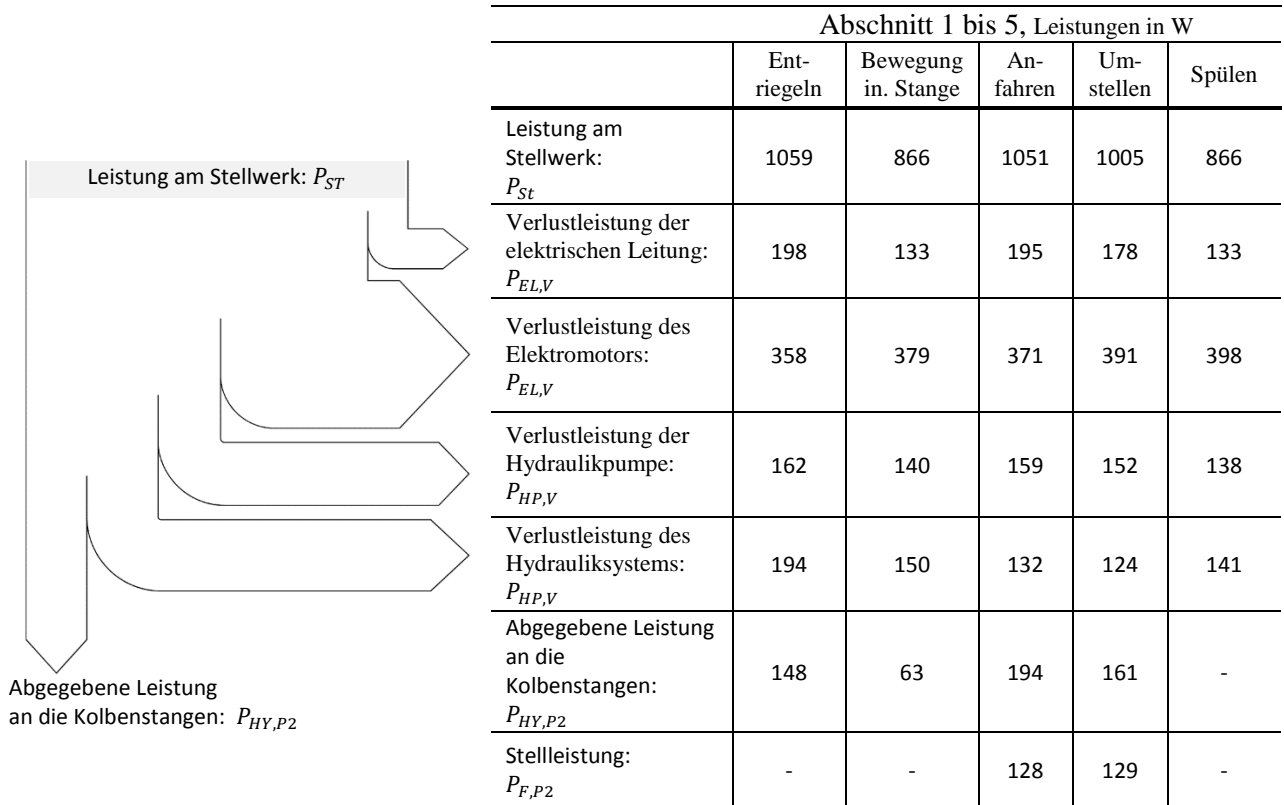 Leistung am Stellwerk: P_ST
Abgegebene Leistung
an die Kolbenstangen: P_HY,P2
Abschnitt 1 bis 5, Leistungen in W
Ent-
riegeln
Bewegung
in. Stange
An-
fahren
Um-
stellen
Spülen
Leistung am
Stellwerk:
P_St
1059 866 1051 1005 866
Verlustleistung der
elektrischen Leitung:
P_EL,V
198 133 195 178 133
Verlustleistung des
Elektromotors:
P_EL,V
358 379 371 391 398
Verlustleistung der
Hydraulikpumpe:
P_HP,V
162 140 159 152 138
Verlustleistung des
Hydrauliksystems:
P_HP,V
194 150 132 124 141
Abgegebene Leistung
an die
Kolbenstangen:
P_HY,P2
148 63 194 161 -
Stellleistung:
P_F,P2
- - 128 129 -